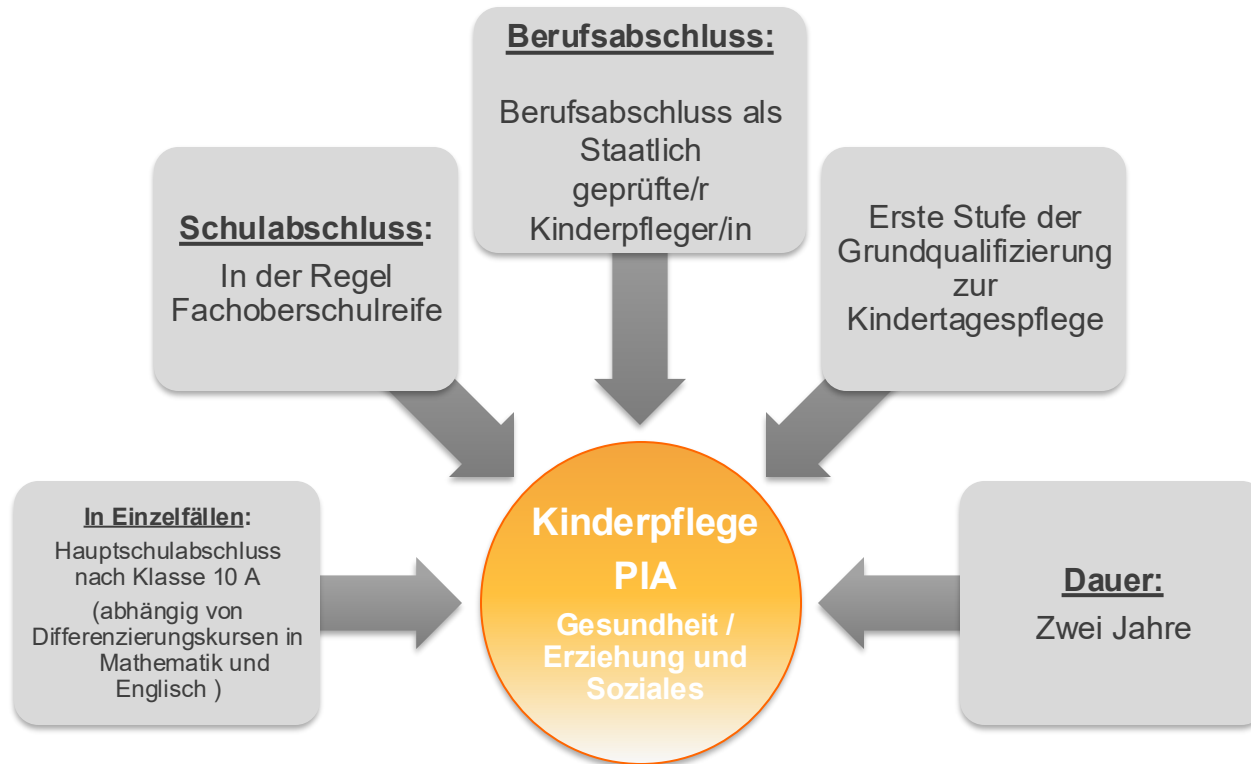 Berufsabschluss:
Berufsabschluss als
Staatlich
geprüfte/r
Kinderpfleger/in
Schulabschluss:
In der Regel
Fachoberschulreife
Erste Stufe der
Grundqualifizierung
zur
Kindertagespflege
In Einzelfällen:
Hauptschulabschluss
nach Klasse 10 A
(abhängig von
Differenzierungskursen in
Mathematik und
Englisch )
Kinderpflege
PIA
Gesundheit /
Erziehung und
Soziales
Dauer:
Zwei Jahre